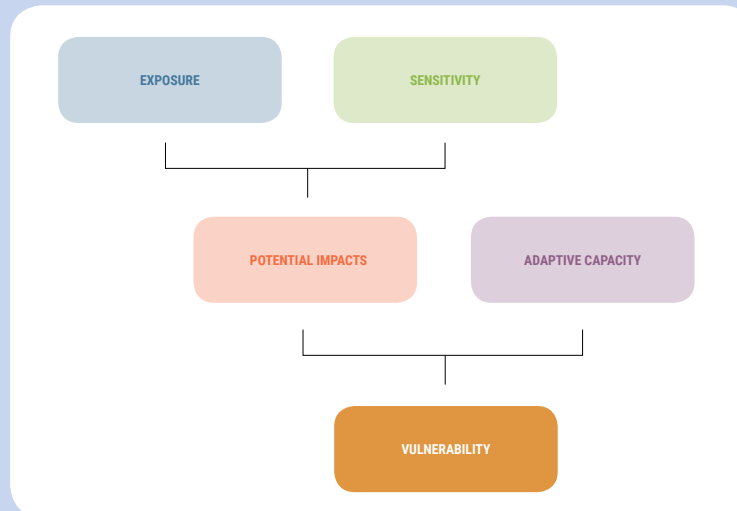 EXPOSURE
SENSITIVITY
POTENTIAL IMPACTS
ADAPTIVE CAPACITY
VULNERABILITY